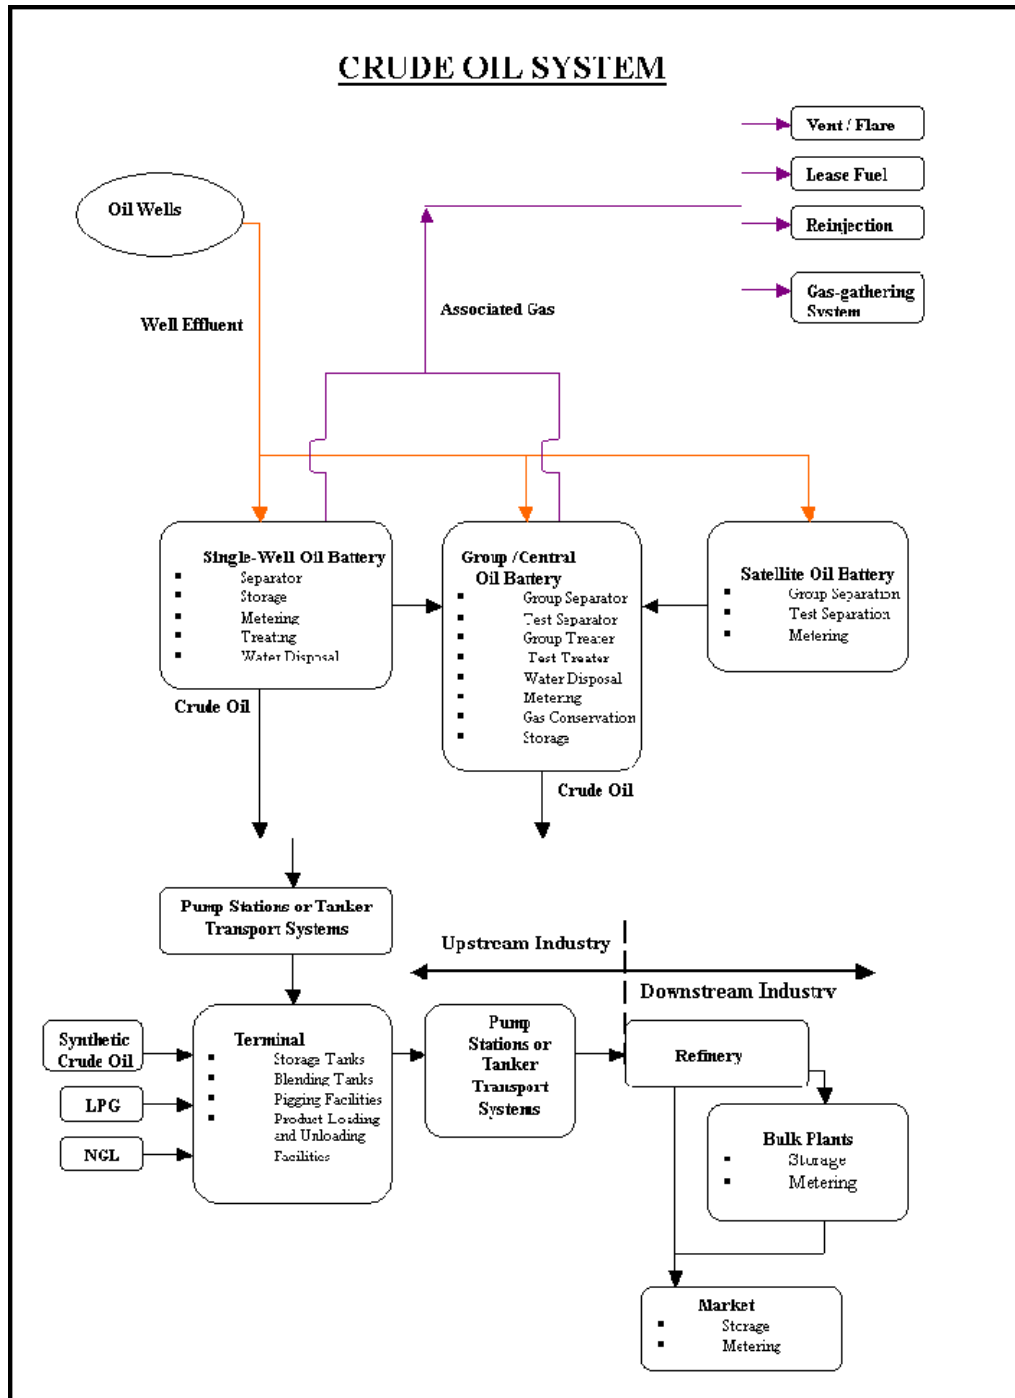 CRUDE OIL SYSTEM
Vent / Flare
Lease Fuel
Reinjection
Gas-gathering
System
Oil Wells
Well Effluent
Associated Gas
Single-Well Oil Battery
▪ Separator
▪ Storage
▪ Metering
▪ Treating
▪ Water Disposal
Group /Central
Oil Battery
▪ Group Separator
▪ Test Separator
▪ Group Treater
▪ Test Treater
▪ Water Disposal
▪ Metering
▪ Gas Conservation
▪ Storage
Satellite Oil Battery
▪ Group Separation
▪ Test Separation
▪ Metering
Crude Oil
Crude Oil
Pump Stations or Tanker
Transport Systems
Upstream Industry
Downstream Industry
Synthetic
Crude Oil
LPG
NGL
Terminal
▪ Storage Tanks
▪ Blending Tanks
▪ Pigging Facilities
▪ Product Loading
and Unloading
Facilities
Pump
Stations or
Tanker
Transport
Systems
Refinery
Bulk Plants
▪ Storage
▪ Metering
Market
▪ Storage
▪ Metering